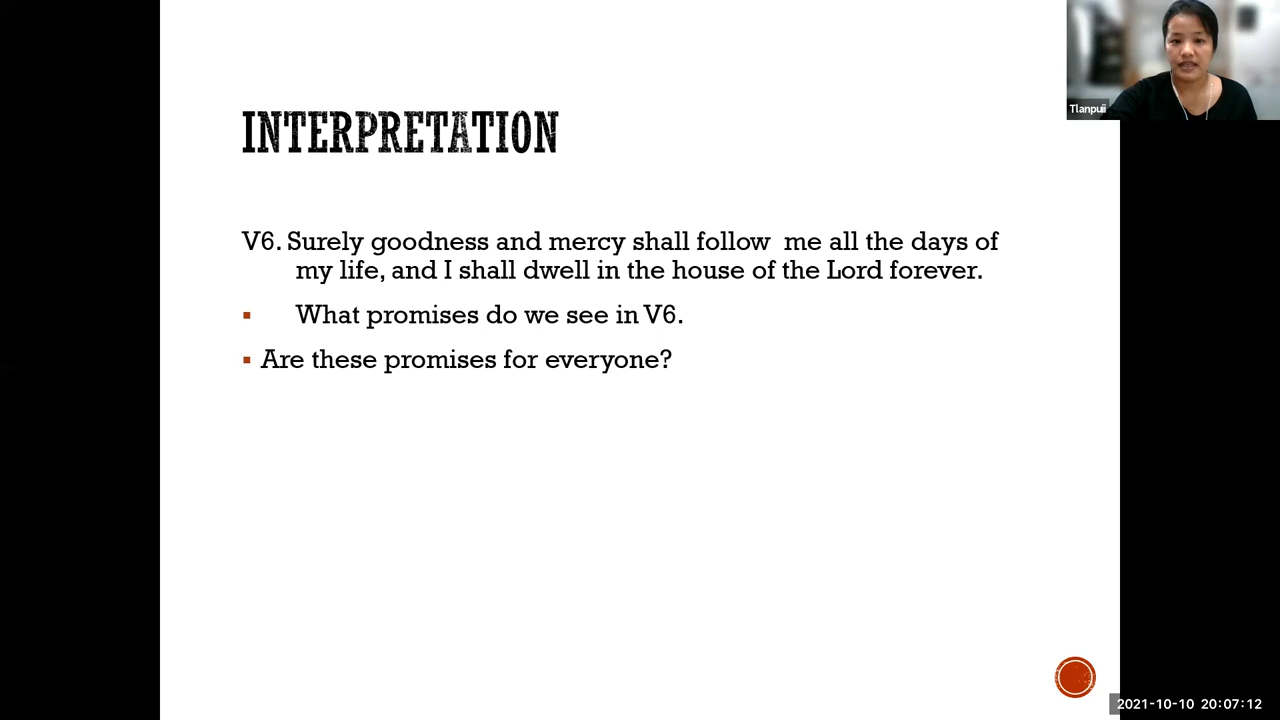 Tlanpuii
INTERPRETATION
V6. Surely goodness and mercy shall follow me all the days of
my life, and I shall dwell in the house of the Lord forever.
▪ What promises do we see in V6.
▪ Are these promises for everyone?
2021-10-10 20:07:12